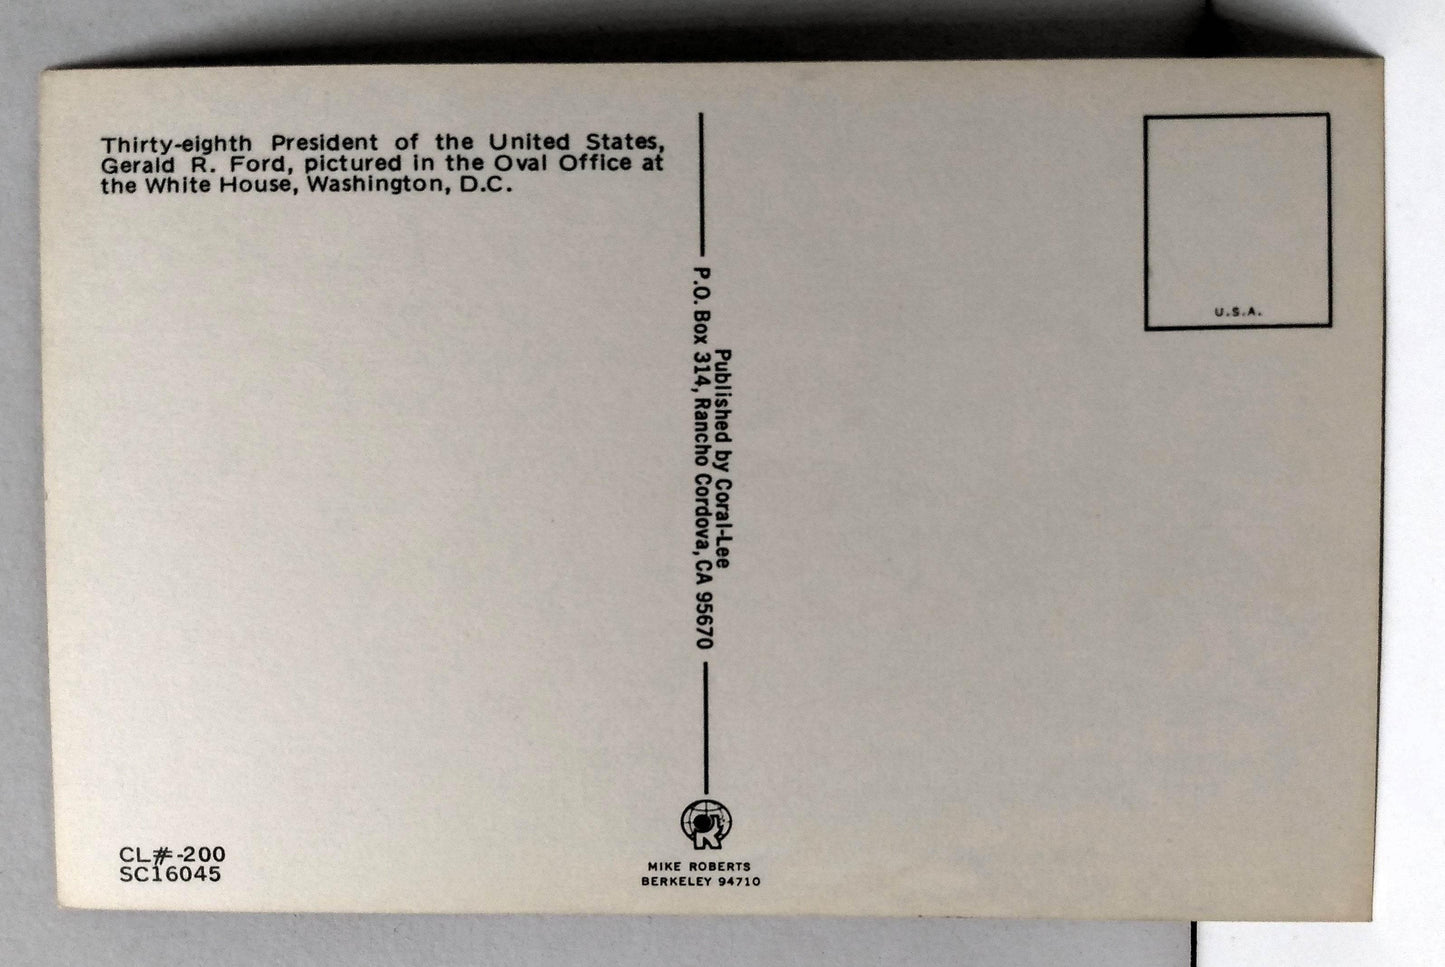 Thirty-eighth President of the United States,
Gerald R. Ford, pictured in the Oval Office at
the White House, Washington, D.C.
Published by Coral-Lee
P.O. Box 314, Rancho Cordova, CA 95670
U.S.A.
CL#-200
SC16045
R
MIKE ROBERTS
BERKELEY 94710